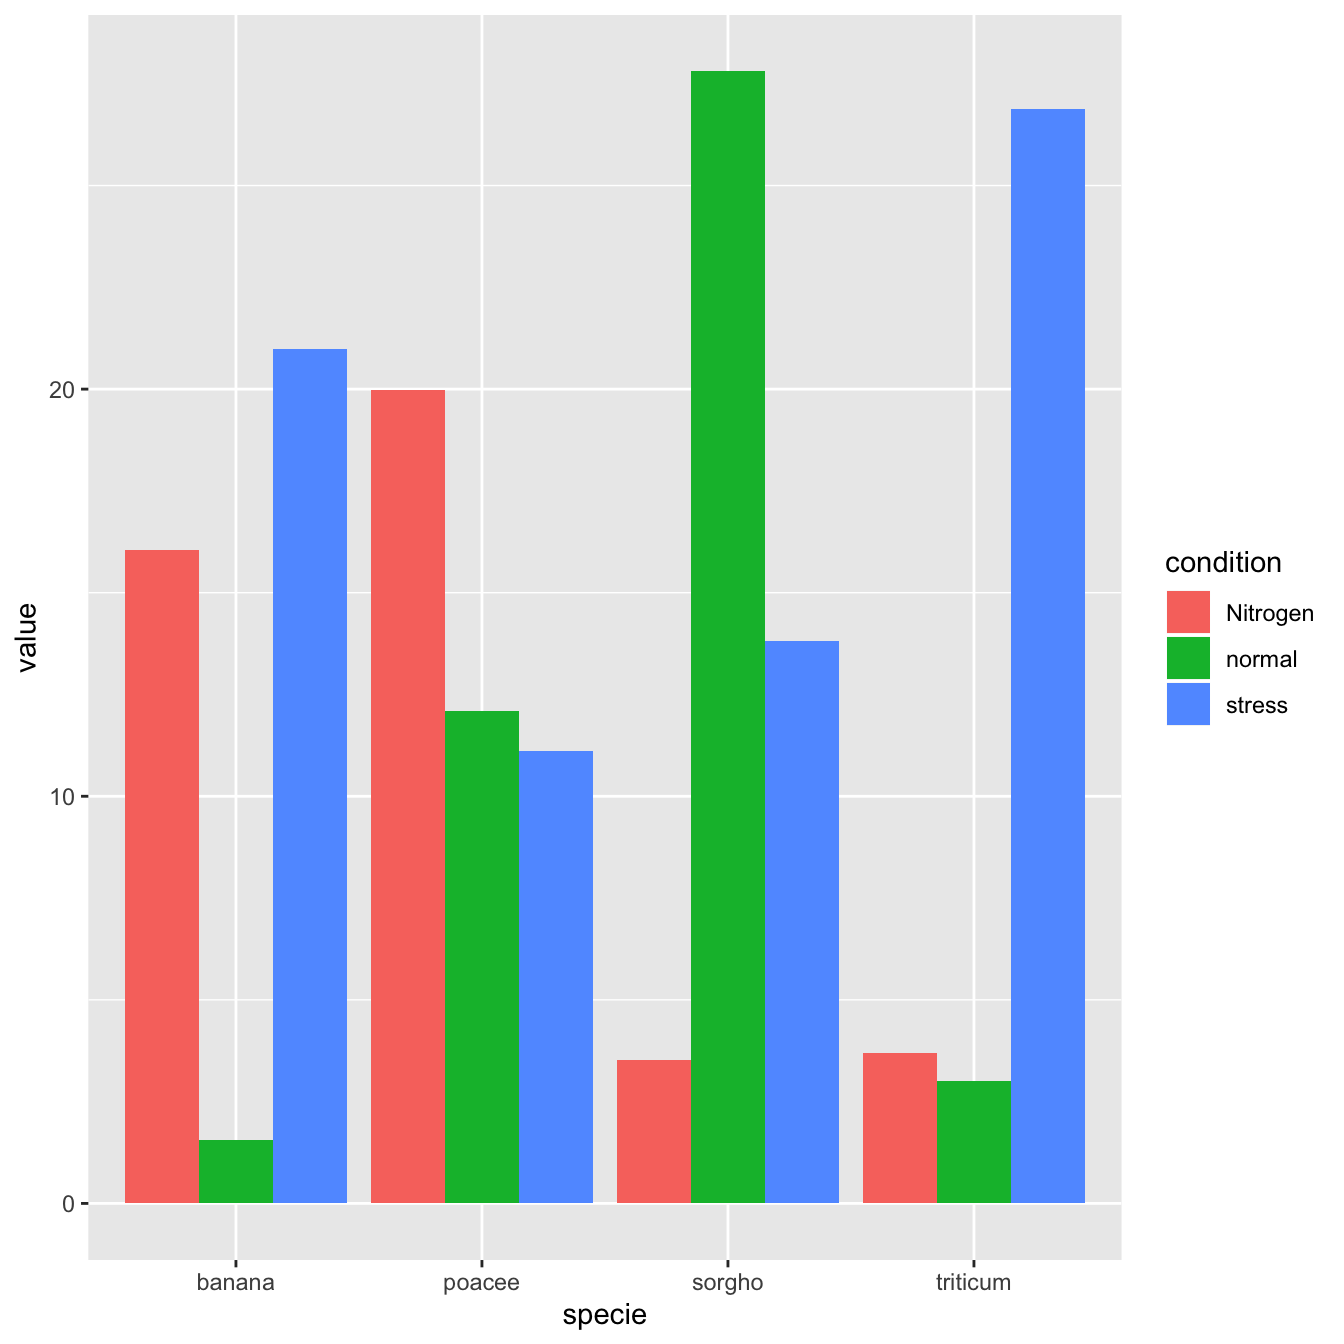 value
20
10
0
banana poacee sorgho triticum
specie
condition
Nitrogen
normal
stress